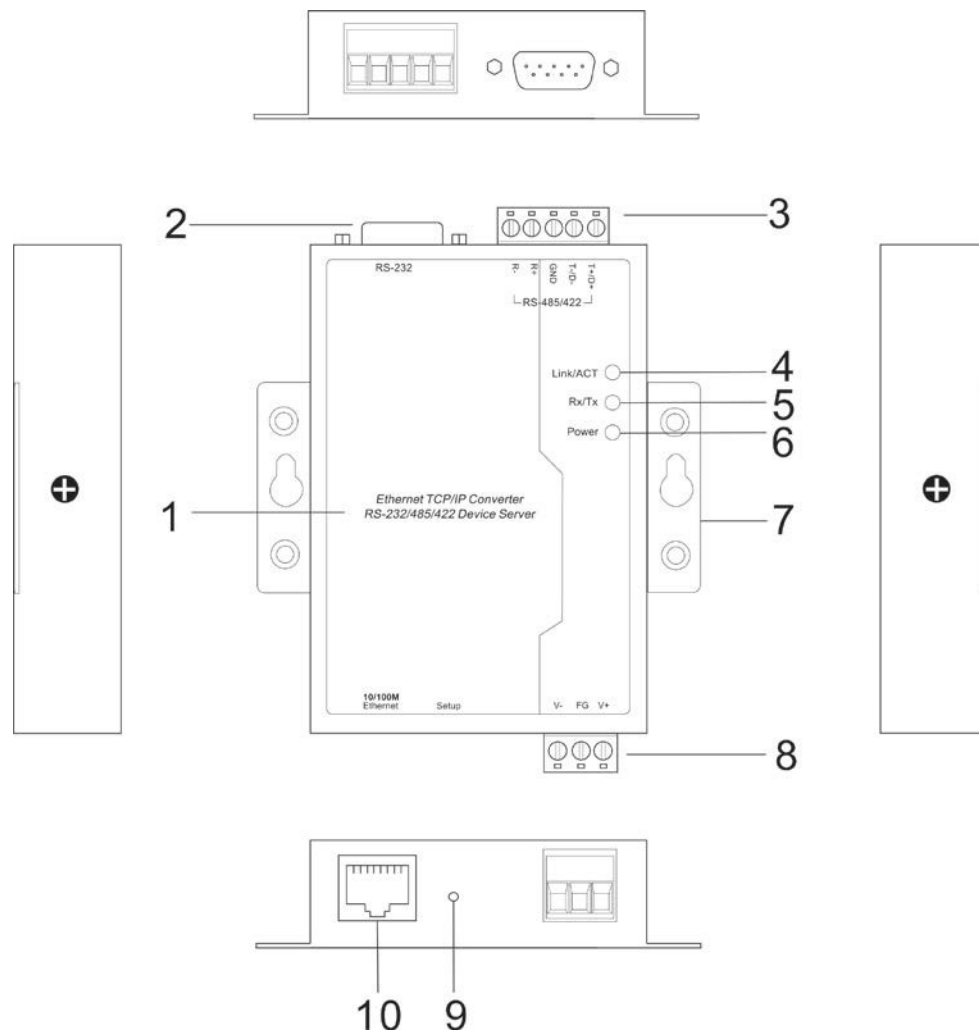 2
3
RS-232
R-
R+
GND
T-/D-
T+/D+
RS-485/422
Link/ACT
4
Rx/Tx
5
Power
6
1
Ethernet TCP/IP Converter
RS-232/485/422 Device Server
7
10/100M
Ethernet
Setup
V- FG V+
8
10
9